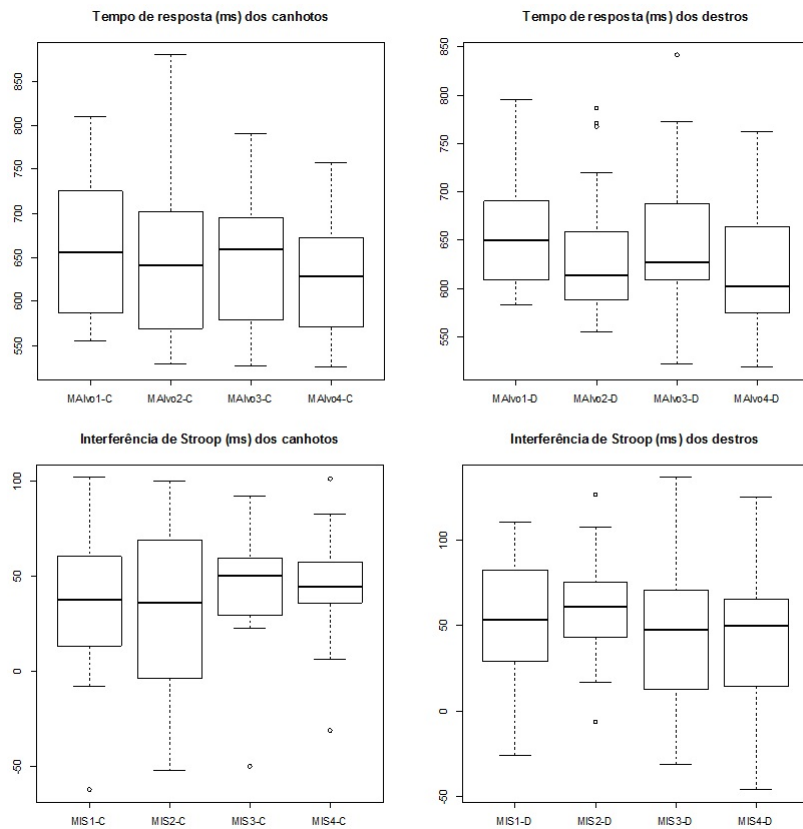 Tempo de resposta (ms) dos canhotos
850
800
750
700
650
600
550
MAlvo1-C MAlvo2-C MAlvo3-C MAlvo4-C
Tempo de resposta (ms) dos destros
850
800
750
700
650
600
550
MAlvo1-D MAlvo2-D MAlvo3-D MAlvo4-D
Interferência de Stroop (ms) dos canhotos
100
50
0
-50
MIS1-C MIS2-C MIS3-C MIS4-C
Interferência de Stroop (ms) dos destros
100
50
0
-50
MIS1-D MIS2-D MIS3-D MIS4-D